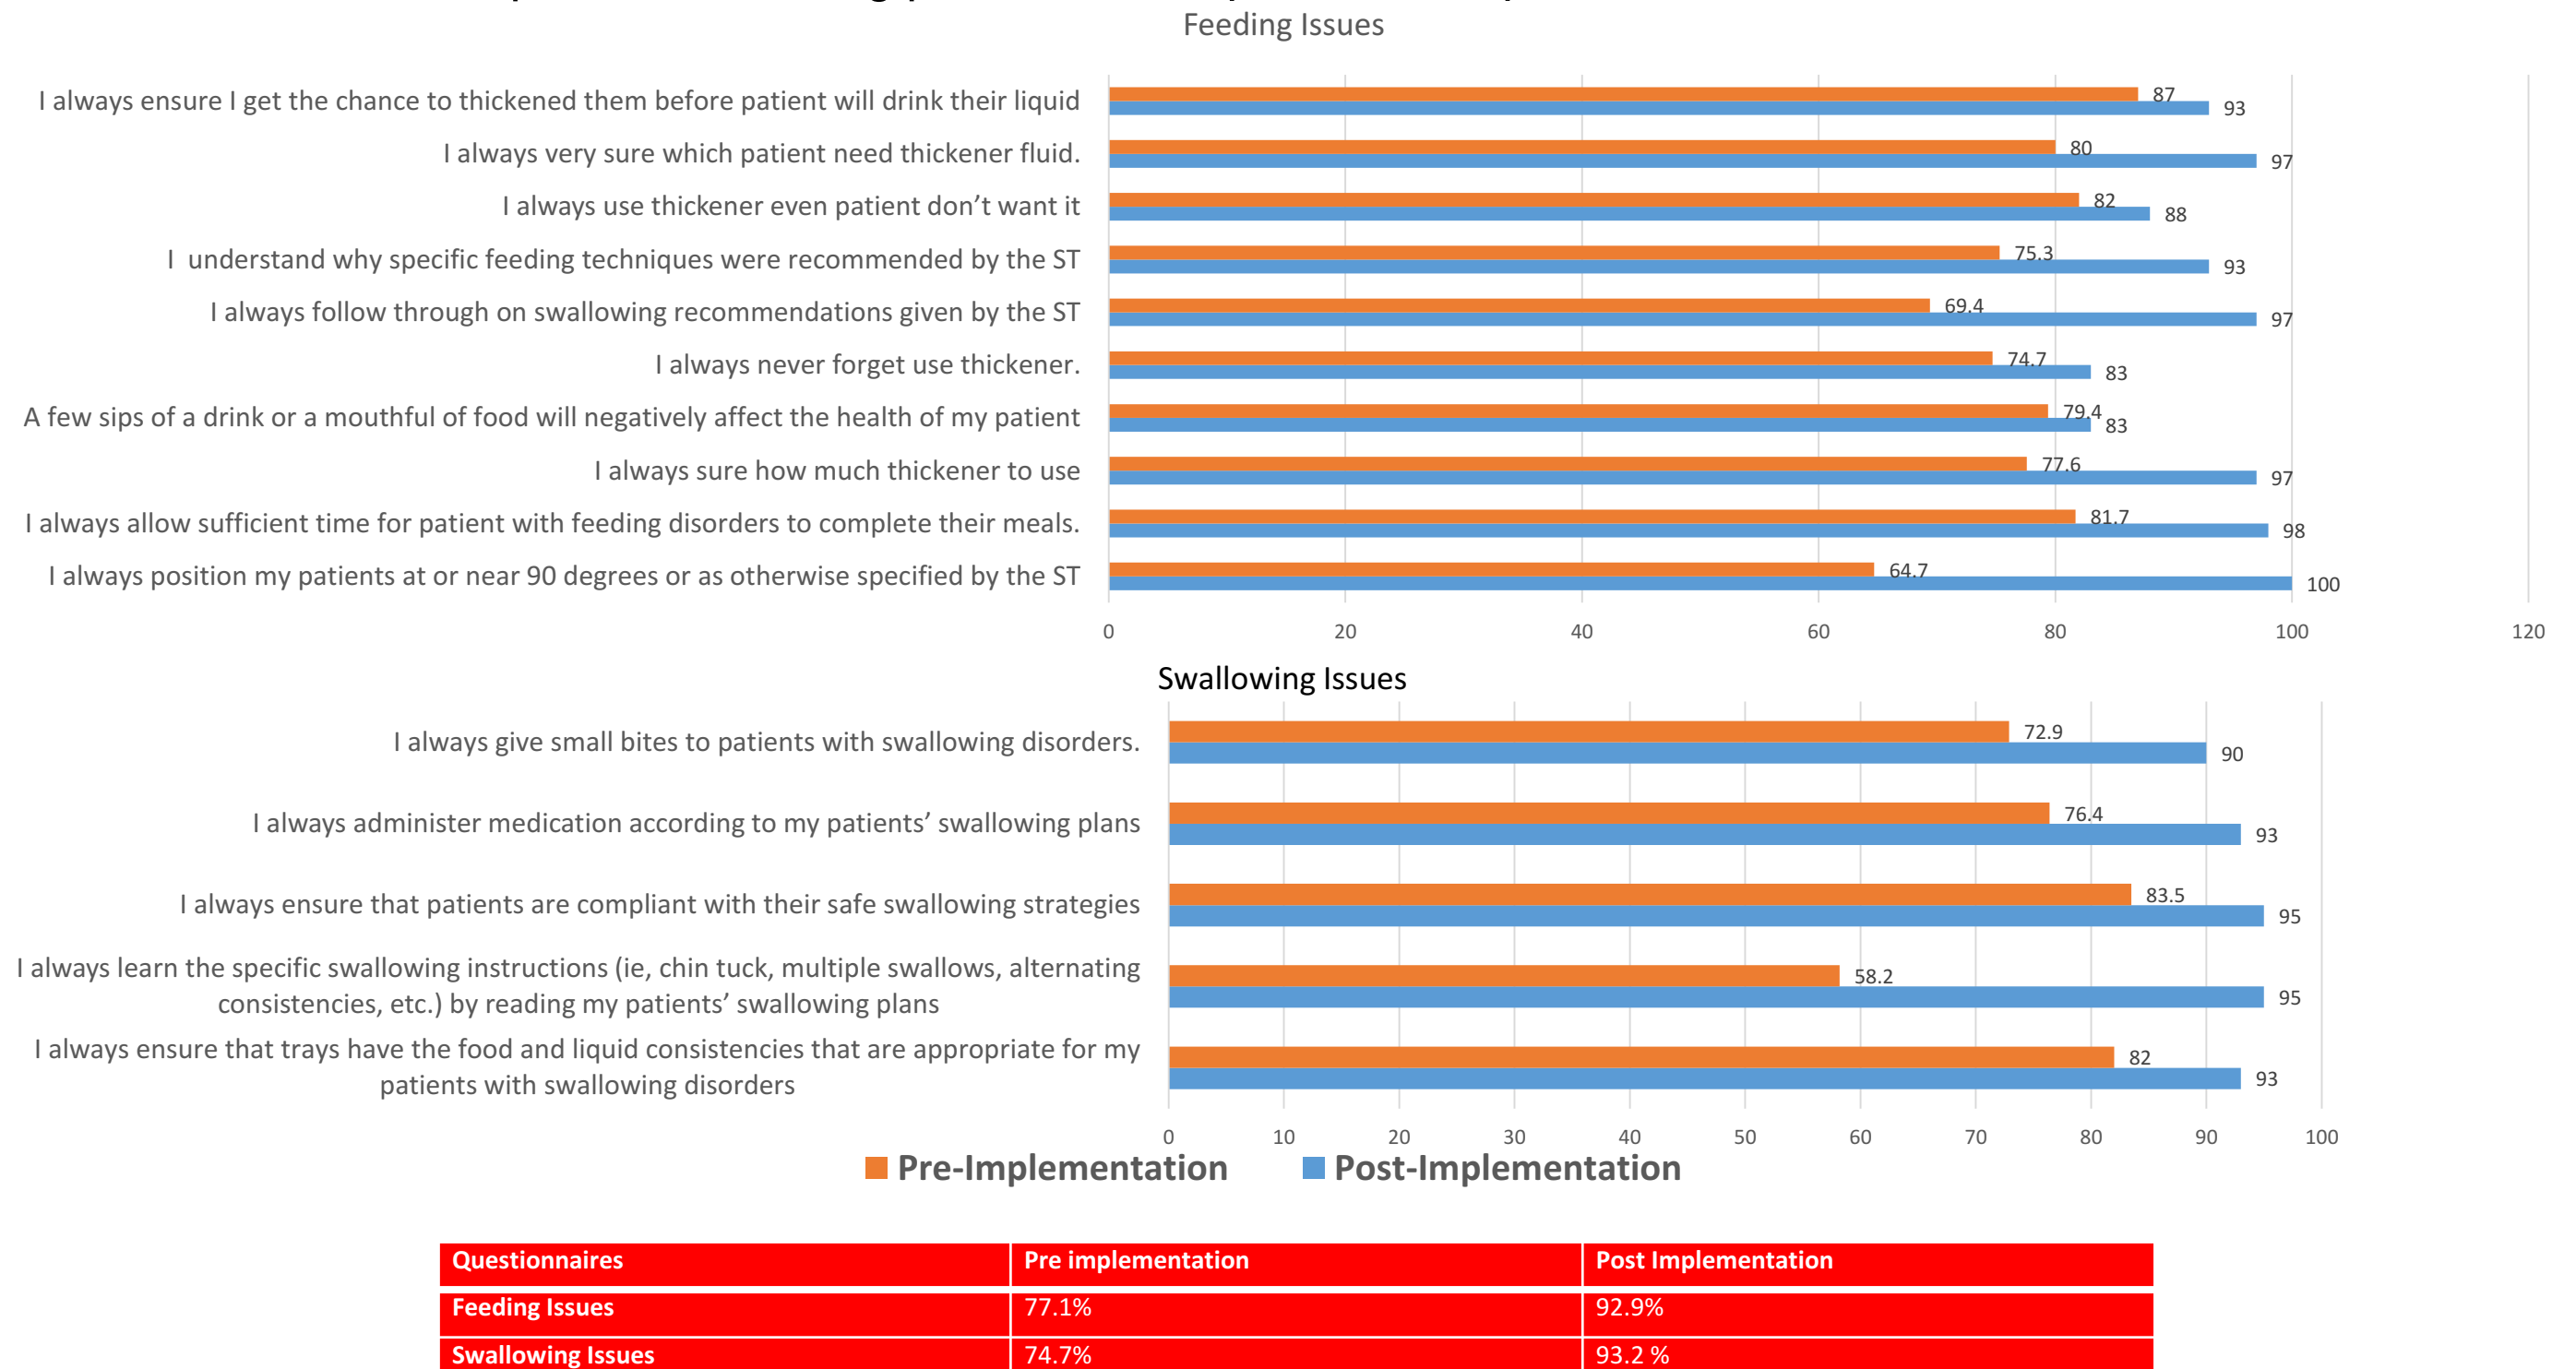 Feeding Issues
I always ensure I get the chance to thickened them before patient will drink their liquid
87
93
I always very sure which patient need thickener fluid.
80
97
I always use thickener even patient don’t want it
82
88
I understand why specific feeding techniques were recommended by the ST
75.3
93
I always follow through on swallowing recommendations given by the ST
69.4
97
I always never forget use thickener.
74.7
83
A few sips of a drink or a mouthful of food will negatively affect the health of my patient
79.4
83
I always sure how much thickener to use
77.6
97
I always allow sufficient time for patient with feeding disorders to complete their meals.
81.7
98
I always position my patients at or near 90 degrees or as otherwise specified by the ST
64.7
100
0 20 40 60 80 100 120
Swallowing Issues
I always give small bites to patients with swallowing disorders.
72.9
90
I always administer medication according to my patients’ swallowing plans
76.4
93
I always ensure that patients are compliant with their safe swallowing strategies
83.5
95
I always learn the specific swallowing instructions (ie, chin tuck, multiple swallows, alternating
consistencies, etc.) by reading my patients’ swallowing plans
58.2
95
I always ensure that trays have the food and liquid consistencies that are appropriate for my
patients with swallowing disorders
82
93
0 10 20 30 40 50 60 70 80 90 100
Pre-Implementation Post-Implementation
Questionnaires Pre implementation Post Implementation
Feeding Issues 77.1% 92.9%
Swallowing Issues 74.7% 93.2 %